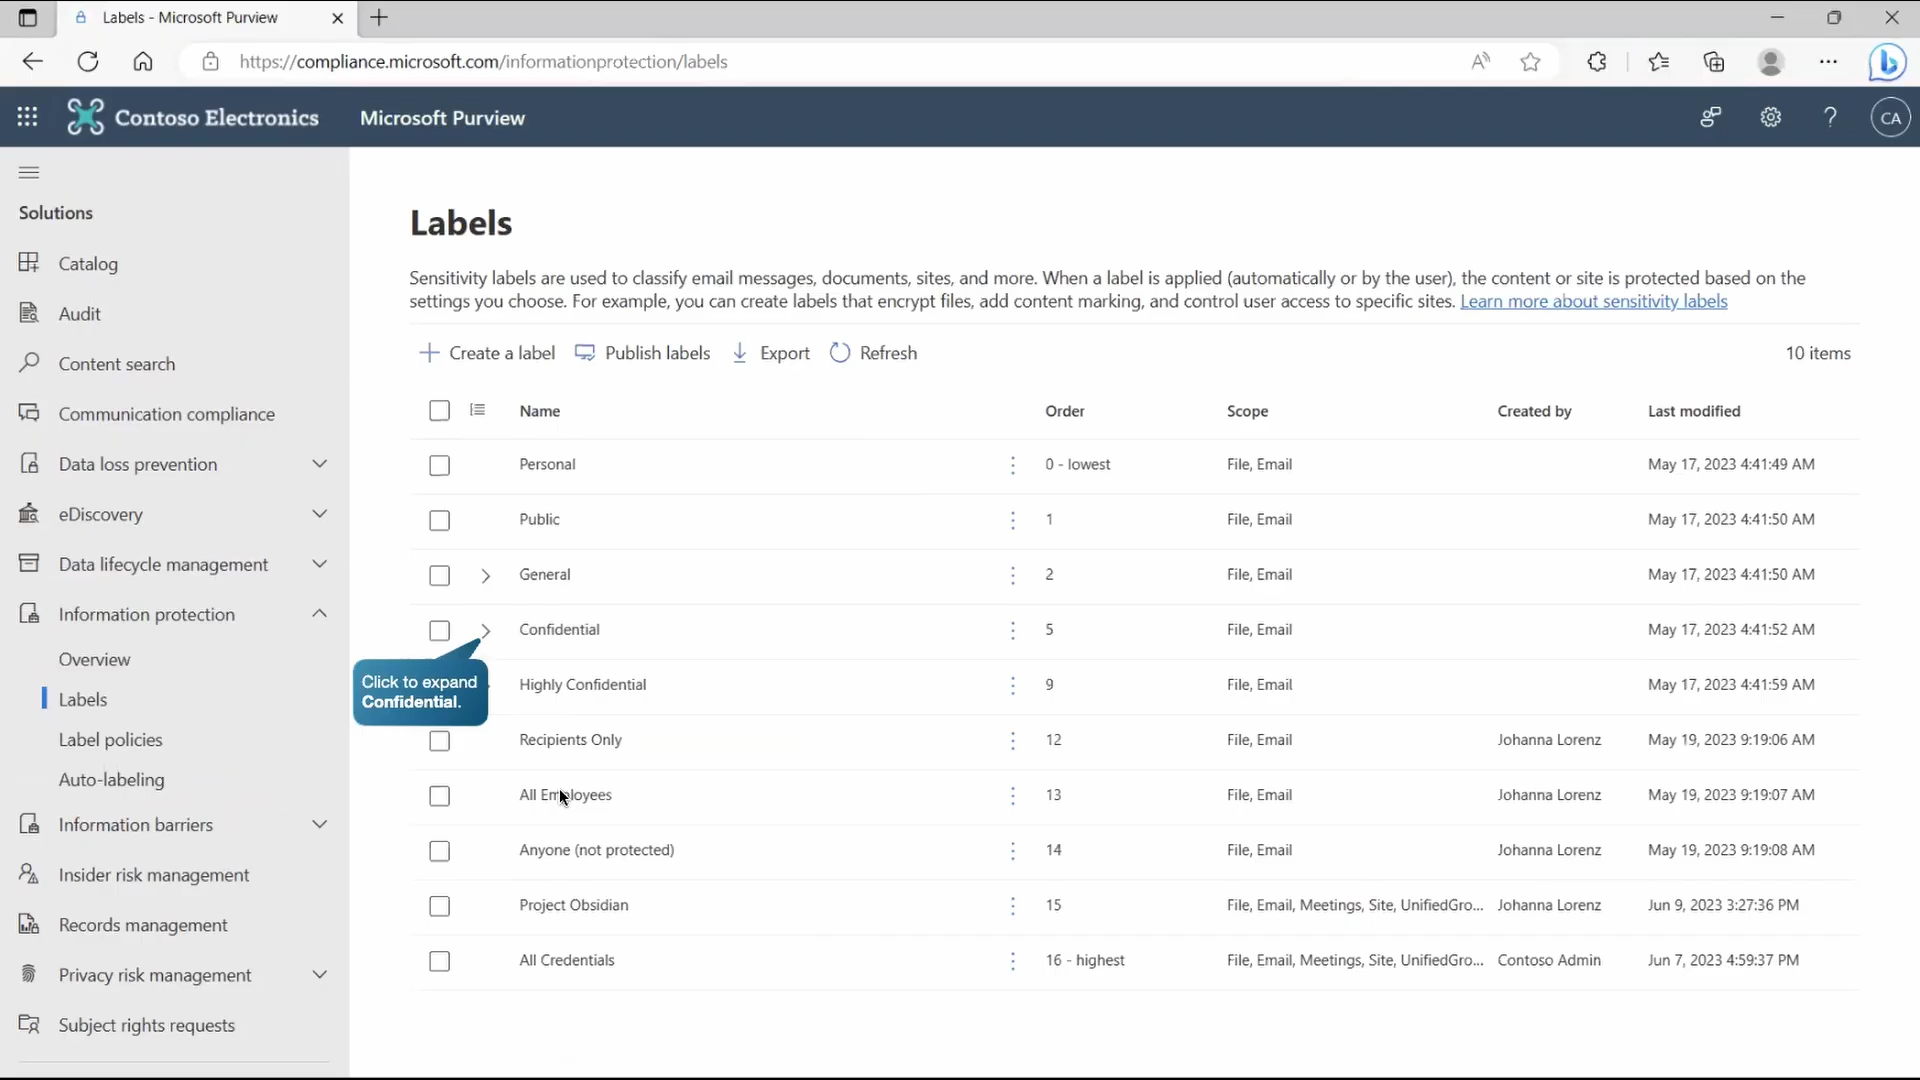 Labels - Microsoft Purview
https://compliance.microsoft.com/informationprotection/labels
Contoso Electronics
Microsoft Purview
CA
Solutions
Catalog
Audit
Content search
Communication compliance
Data loss prevention
eDiscovery
Data lifecycle management
Information protection
Overview
Labels
Label policies
Auto-labeling
Information barriers
Insider risk management
Records management
Privacy risk management
Subject rights requests
Labels
Sensitivity labels are used to classify email messages, documents, sites, and more. When a label is applied (automatically or by the user), the content or site is protected based on the
settings you choose. For example, you can create labels that encrypt files, add content marking, and control user access to specific sites. Learn more about sensitivity labels
Create a label Publish labels Export Refresh 10 items
Name Order Scope Created by Last modified
Personal 0 - lowest File, Email May 17, 2023 4:41:49 AM
Public 1 File, Email May 17, 2023 4:41:50 AM
General 2 File, Email May 17, 2023 4:41:50 AM
Confidential 5 File, Email May 17, 2023 4:41:52 AM
Click to expand
Confidential.
Highly Confidential 9 File, Email May 17, 2023 4:41:59 AM
Recipients Only 12 File, Email Johanna Lorenz May 19, 2023 9:19:06 AM
All Employees 13 File, Email Johanna Lorenz May 19, 2023 9:19:07 AM
Anyone (not protected) 14 File, Email Johanna Lorenz May 19, 2023 9:19:08 AM
Project Obsidian 15 File, Email, Meetings, Site, UnifiedGro... Johanna Lorenz Jun 9, 2023 3:27:36 PM
All Credentials 16 - highest File, Email, Meetings, Site, UnifiedGro... Contoso Admin Jun 7, 2023 4:59:37 PM